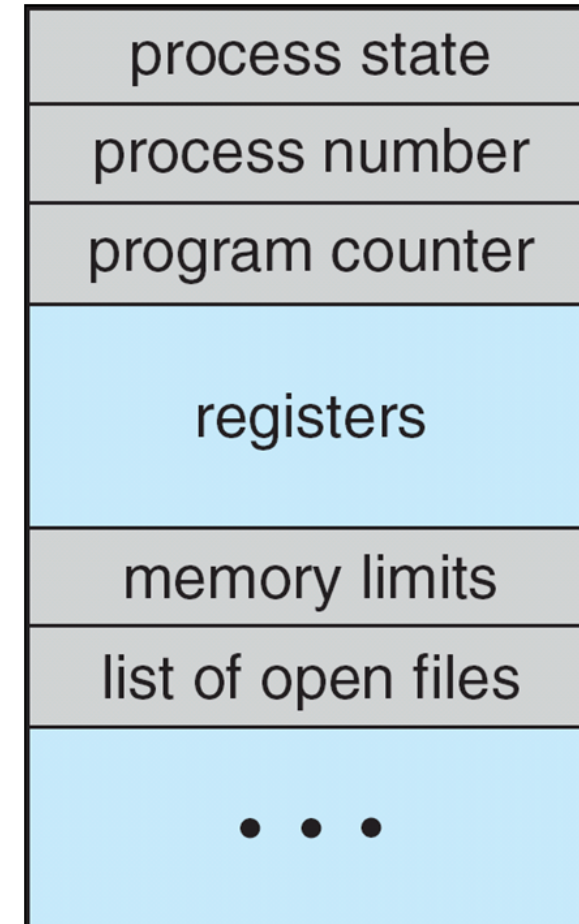 process state
process number
program counter
registers
memory limits
list of open files
• • •